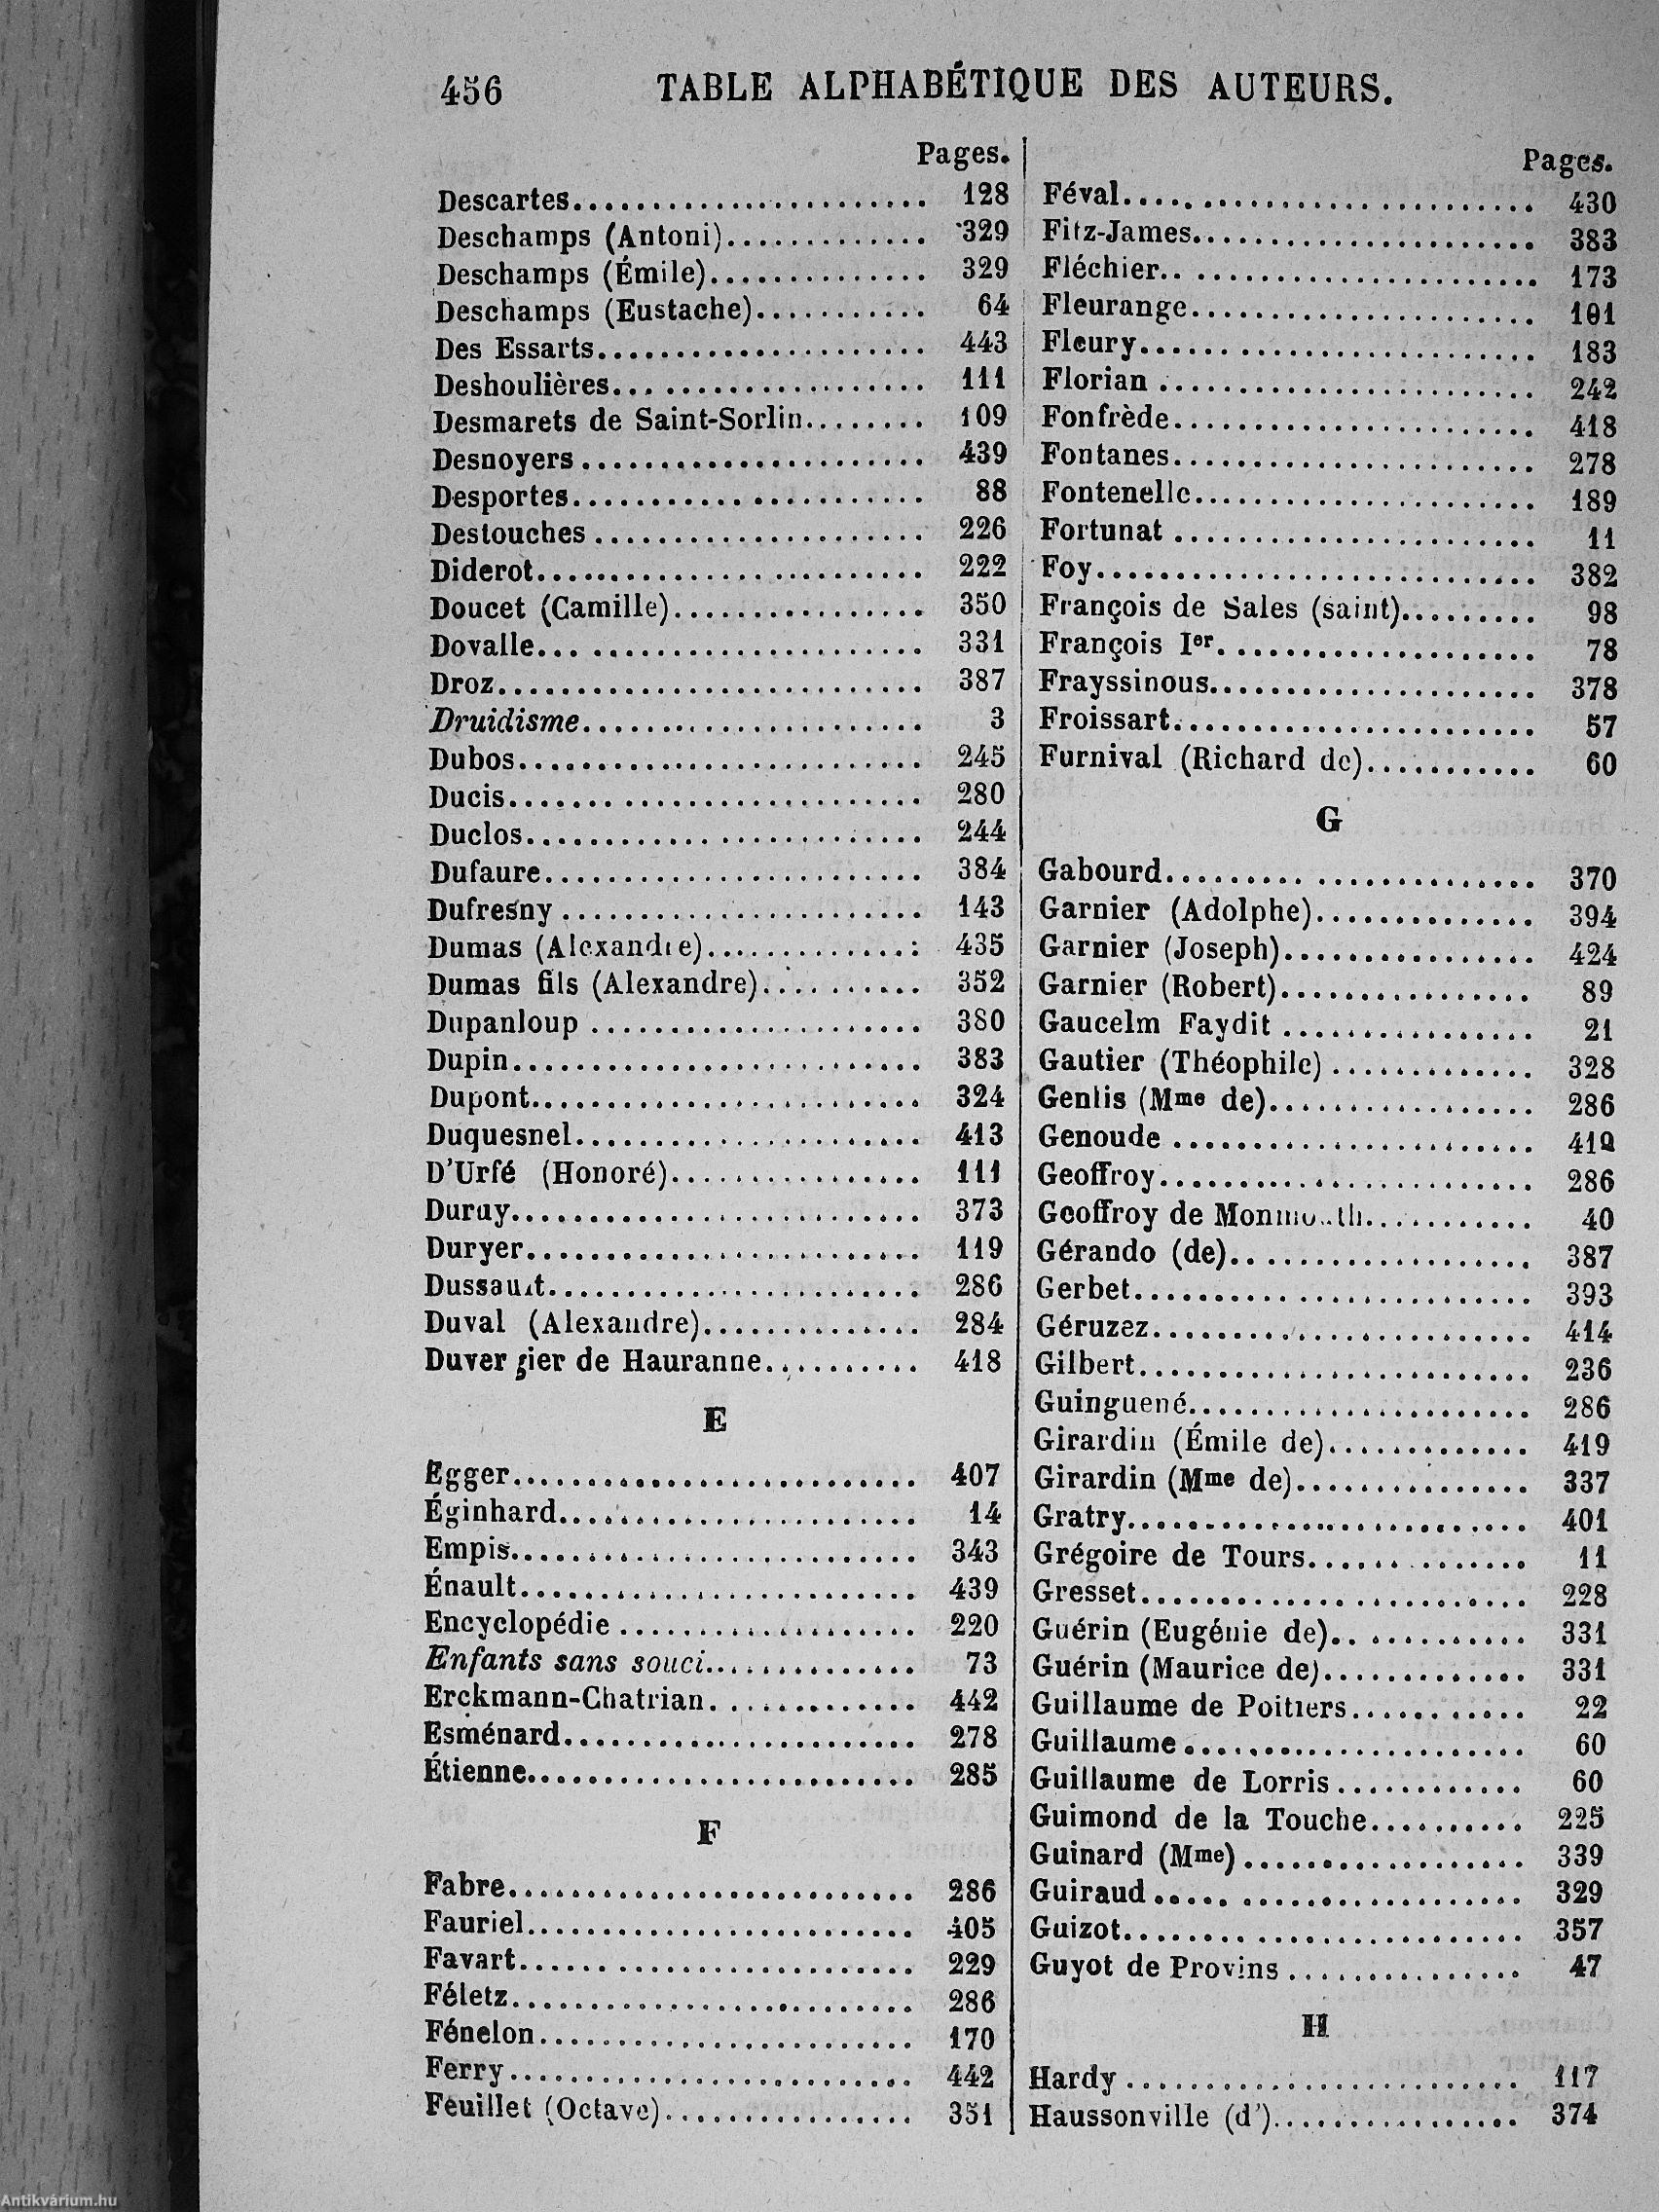 456 TABLE ALPHABÉTIQUE DES AUTEURS.
Pages.
Descartes 128
Deschamps (Antoni) 329
Deschamps (Émile) 329
Deschamps (Eustache) 64
Des Essarts 443
Deshoulières 111
Desmarets de Saint-Sorlin 109
Desnoyers 439
Desportes 88
Destouches 226
Diderot 222
Doucet (Camille) 350
Dovalle 331
Droz 387
Druidisme 3
Dubos 245
Ducis 280
Duclos 244
Dufaure 384
Dufresny 143
Dumas (Alexandre) 435
Dumas fils (Alexandre) 352
Dupanloup 380
Dupin 383
Dupont 324
Duquesnel 413
D'Urfé (Honoré) 111
Duruy 373
Duryer 119
Dussault 286
Duval (Alexandre) 284
Duvergier de Hauranne 418
E
Egger 407
Éginhard 14
Empis 343
Énault 439
Encyclopédie 220
Enfants sans souci 73
Erckmann-Chatrian 442
Esménard 278
Étienne 285
F
Fabre 286
Fauriel 405
Favart 229
Féletz 286
Fénelon 170
Ferry 442
Feuillet (Octave) 351
Pages.
Féval 430
Fitz-James 383
Fléchier 173
Fleurange 101
Fleury 183
Florian 242
Fonfrède 418
Fontanes 278
Fontenelle 189
Fortunat 11
Foy 382
François de Sales (saint) 98
François Ier 78
Frayssinous 378
Froissart 57
Furnival (Richard de) 60
G
Gabourd 370
Garnier (Adolphe) 394
Garnier (Joseph) 424
Garnier (Robert) 89
Gaucelm Faydit 21
Gautier (Théophile) 328
Genlis (Mme de) 286
Genoude 419
Geoffroy 286
Geoffroy de Monmouth 40
Gérando (de) 387
Gerbet 393
Géruzez 414
Gilbert 236
Guinguené 286
Girardin (Émile de) 419
Girardin (Mme de) 337
Gratry 401
Grégoire de Tours 11
Gresset 228
Guérin (Eugénie de) 331
Guérin (Maurice de) 331
Guillaume de Poitiers 22
Guillaume 60
Guillaume de Lorris 60
Guimond de la Touche 225
Guinard (Mme) 339
Guiraud 329
Guizot 357
Guyot de Provins 47
H
Hardy 117
Haussonville (d') 374
Antikvárium.hu